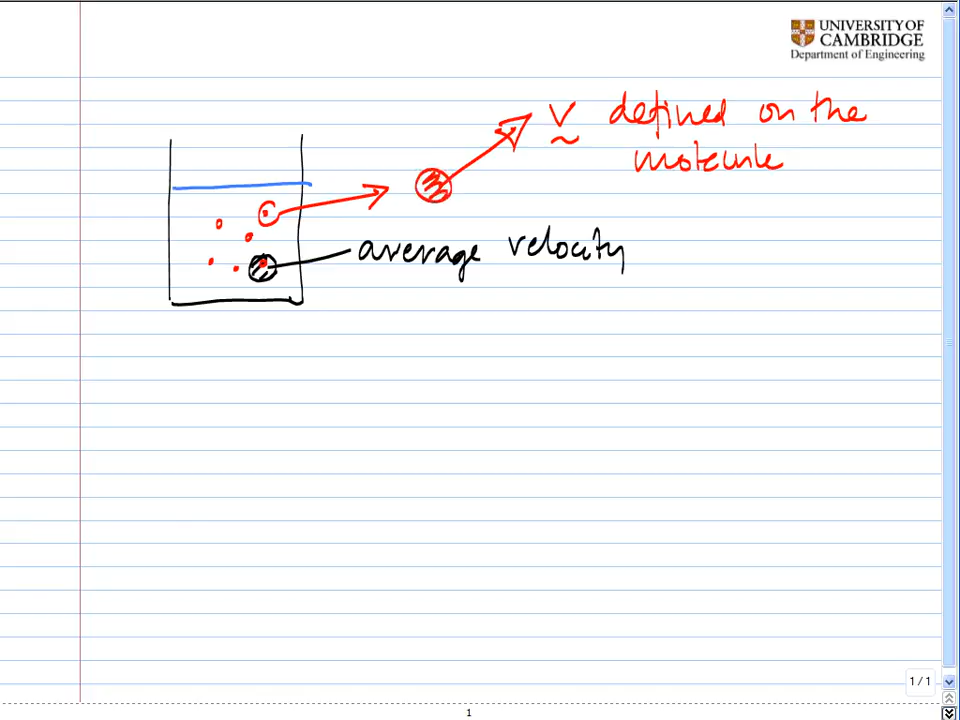 UNIVERSITY OF
CAMBRIDGE
Department of Engineering
v defined on the
molecule
average velocity
1 / 1
1